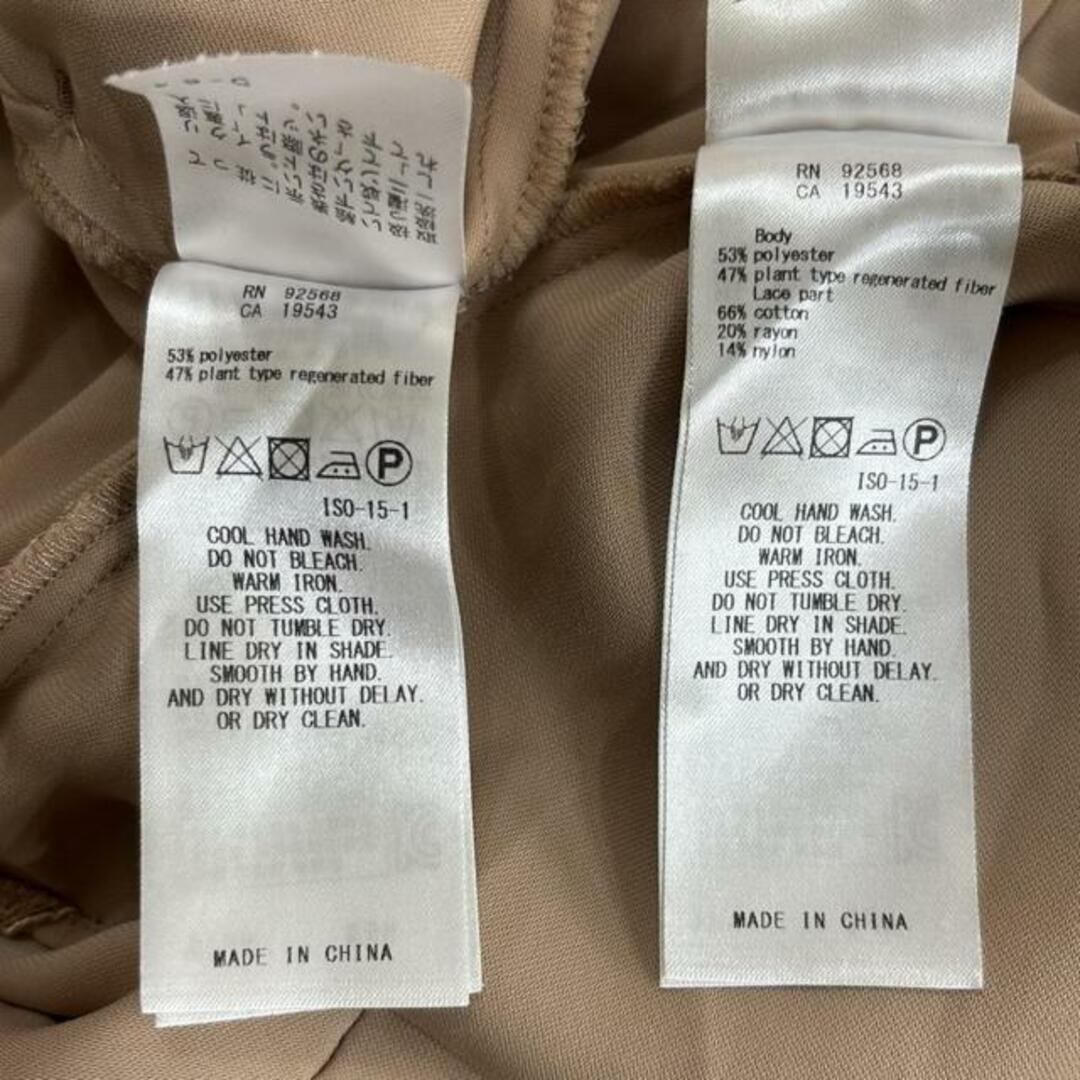 RN 92568
CA 19543
53% polyester
47% plant type regenerated fiber
ISO-15-1
COOL HAND WASH.
DO NOT BLEACH.
WARM IRON.
USE PRESS CLOTH.
DO NOT TUMBLE DRY.
LINE DRY IN SHADE.
SMOOTH BY HAND.
AND DRY WITHOUT DELAY.
OR DRY CLEAN.
MADE IN CHINA
RN 92568
CA 19543
Body
53% polyester
47% plant type regenerated fiber
Lace part
66% cotton
20% rayon
14% nylon
P
ISO-15-1
COOL HAND WASH.
DO NOT BLEACH.
WARM IRON.
USE PRESS CLOTH.
DO NOT TUMBLE DRY.
LINE DRY IN SHADE.
SMOOTH BY HAND.
AND DRY WITHOUT DELAY.
OR DRY CLEAN.
MADE IN CHINA